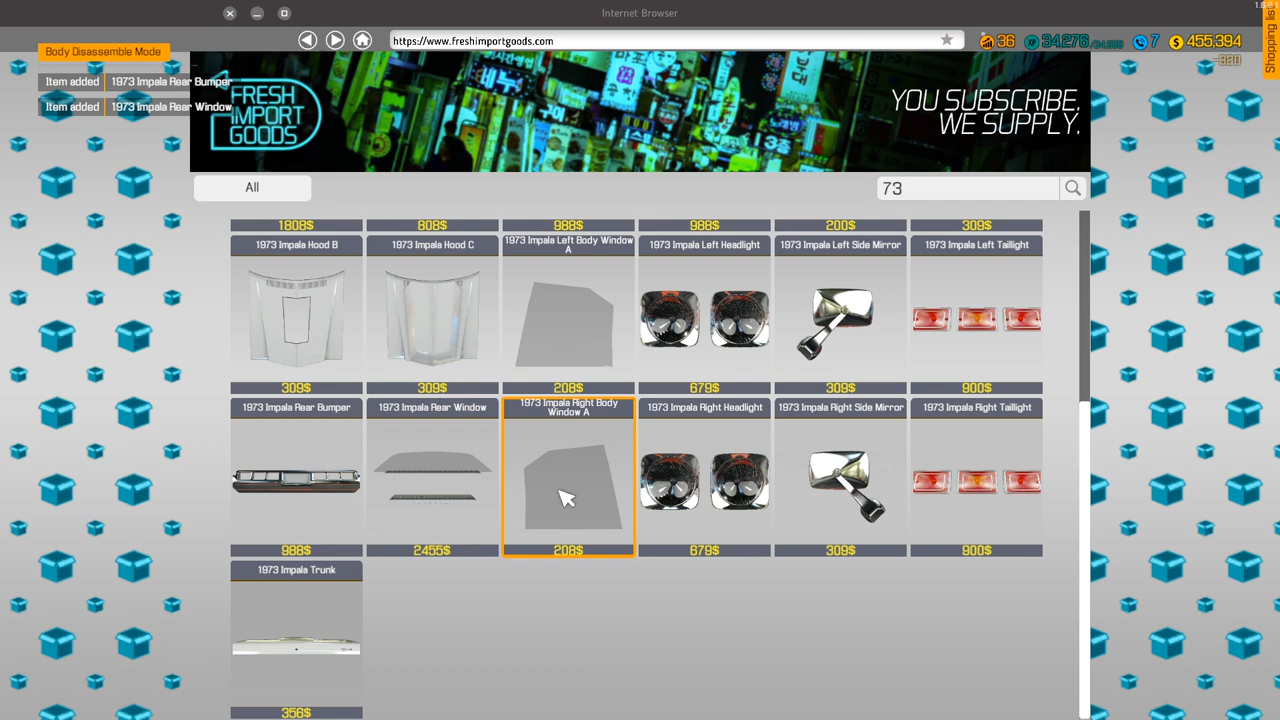 Internet Browser
1.6.2.1
https://www.freshimportgoods.com
36
34,276
7
$ 455,394
-320
Shopping list
Body Disassemble Mode
Item added 1973 Impala Rear Bumper
Item added 1973 Impala Rear Window
FRESH
IMPORT
GOODS
YOU SUBSCRIBE.
WE SUPPLY.
All
73
1808$ 808$ 988$ 988$ 200$ 309$
1973 Impala Hood B
1973 Impala Hood C
1973 Impala Left Body Window
A
1973 Impala Left Headlight
1973 Impala Left Side Mirror
1973 Impala Left Taillight
309$ 309$ 208$ 679$ 309$ 900$
1973 Impala Rear Bumper
1973 Impala Rear Window
1973 Impala Right Body
Window A
1973 Impala Right Headlight
1973 Impala Right Side Mirror
1973 Impala Right Taillight
988$ 2455$ 208$ 679$ 309$ 900$
1973 Impala Trunk
356$